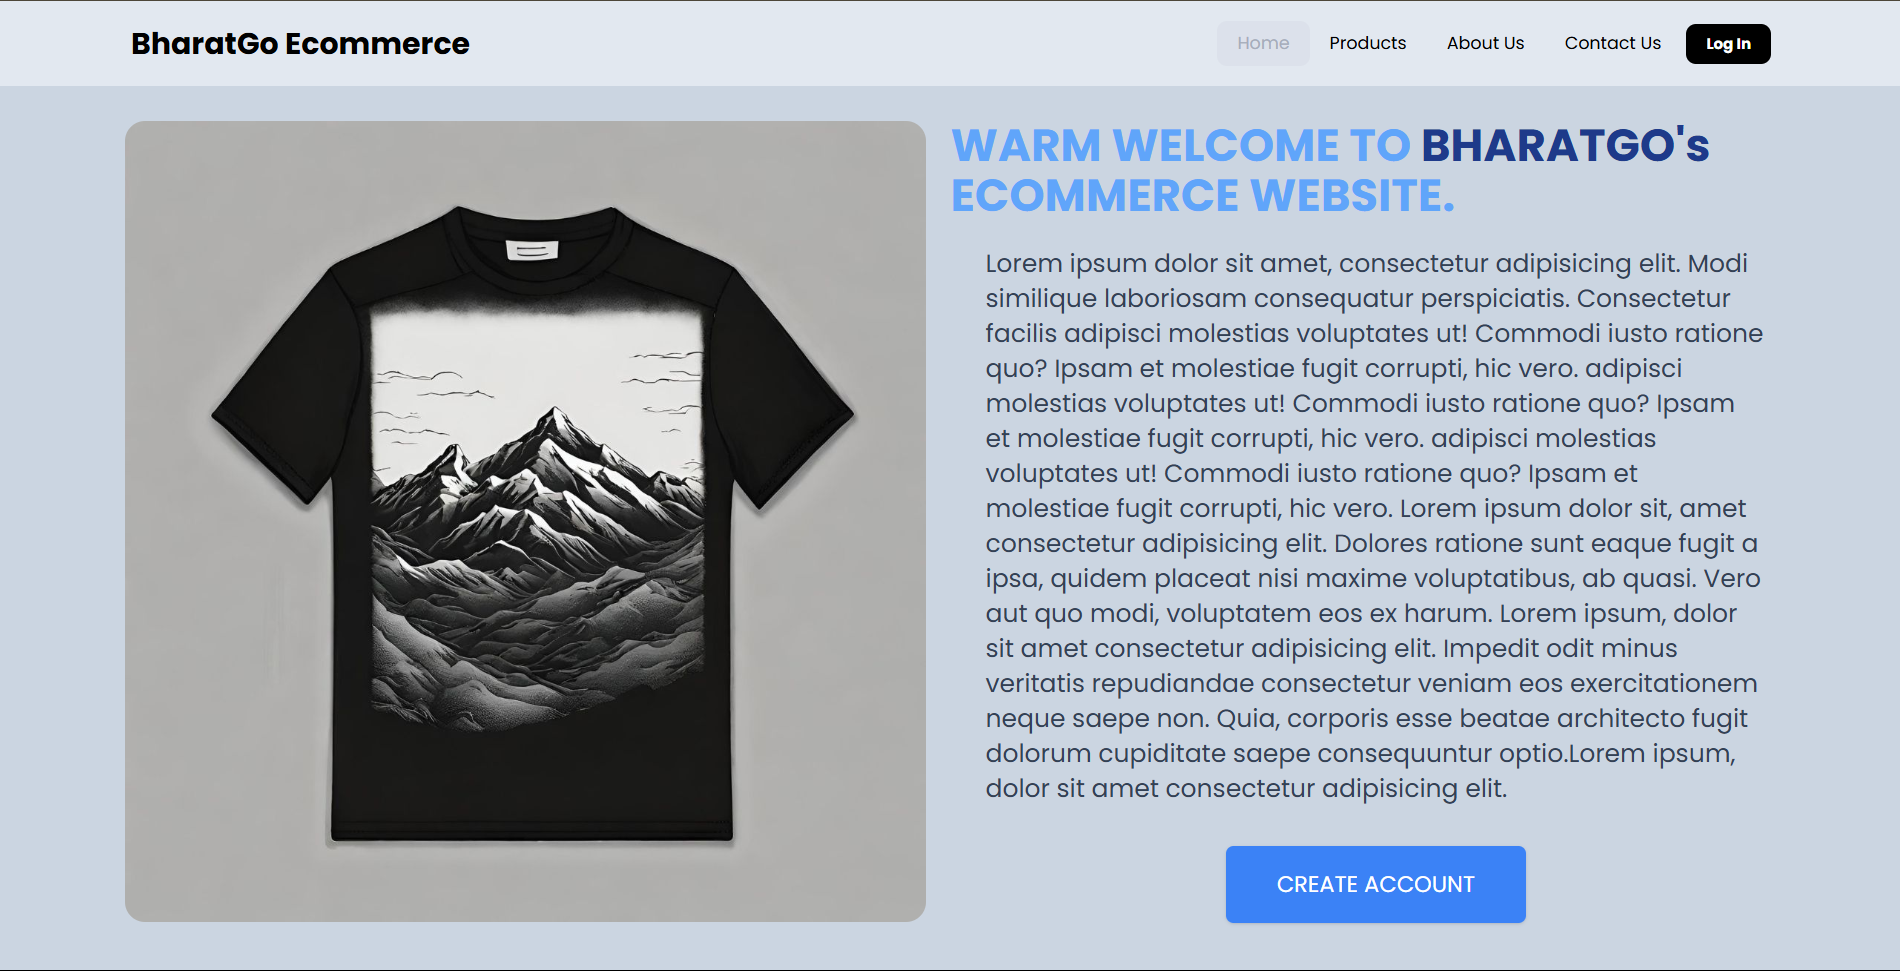 BharatGo Ecommerce
Home
Products
About Us
Contact Us
Log In
WARM WELCOME TO BHARATGO's
ECOMMERCE WEBSITE.
Lorem ipsum dolor sit amet, consectetur adipisicing elit. Modi
similique laboriosam consequatur perspiciatis. Consectetur
facilis adipisci molestias voluptates ut! Commodi iusto ratione
quo? Ipsam et molestiae fugit corrupti, hic vero. adipisci
molestias voluptates ut! Commodi iusto ratione quo? Ipsam
et molestiae fugit corrupti, hic vero. adipisci molestias
voluptates ut! Commodi iusto ratione quo? Ipsam et
molestiae fugit corrupti, hic vero. Lorem ipsum dolor sit, amet
consectetur adipisicing elit. Dolores ratione sunt eaque fugit a
ipsa, quidem placeat nisi maxime voluptatibus, ab quasi. Vero
aut quo modi, voluptatem eos ex harum. Lorem ipsum, dolor
sit amet consectetur adipisicing elit. Impedit odit minus
veritatis repudiandae consectetur veniam eos exercitationem
neque saepe non. Quia, corporis esse beatae architecto fugit
dolorum cupiditate saepe consequuntur optio.Lorem ipsum,
dolor sit amet consectetur adipisicing elit.
CREATE ACCOUNT